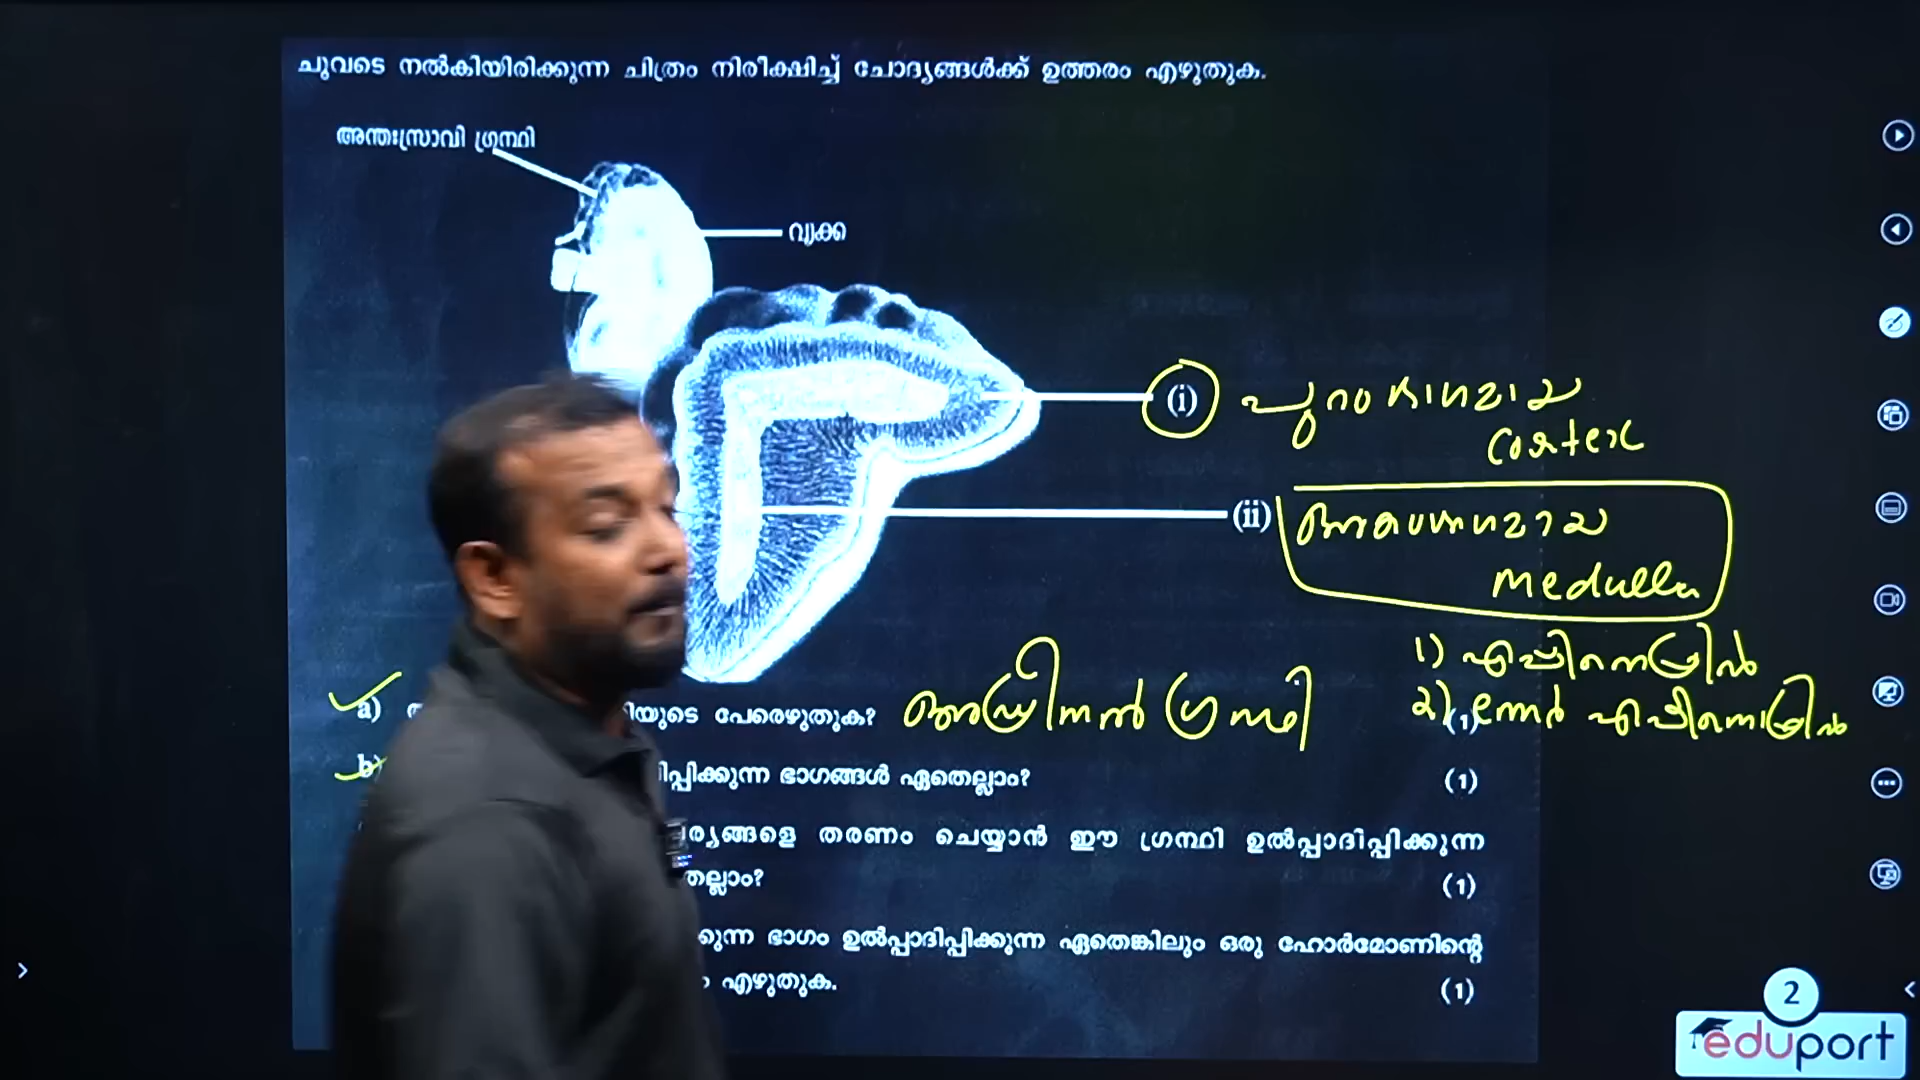 ചുവടെ നൽകിയിരിക്കുന്ന ചിത്രം നിരീക്ഷിച്ച് ചോദ്യങ്ങൾക്ക് ഉത്തരം എഴുതുക.
അന്തഃസ്രാവി ഗ്രന്ഥി
വൃക്ക
(i) പുറംഭാഗമായ
cortex
(ii)
Medulla
1) എപ്പിനെഫ്രിൻ
a) യുടെ പേരെഴുതുക? അഡ്രീനൽ ഗ്രന്ഥി (1)
2) നോർ എപ്പിനെഫ്രിൻ
b) ിപ്പിക്കുന്ന ഭാഗങ്ങൾ ഏതെല്ലാം? (1)
ര്യങ്ങളെ തരണം ചെയ്യാൻ ഈ ഗ്രന്ഥി ഉൽപ്പാദിപ്പിക്കുന്ന
തെല്ലാം? (1)
ക്കുന്ന ഭാഗം ഉൽപ്പാദിപ്പിക്കുന്ന ഏതെങ്കിലും ഒരു ഹോർമോണിന്റെ
എഴുതുക. (1)
2
eduport